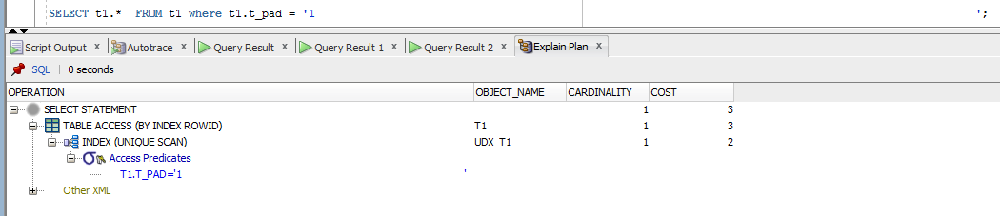 SELECT t1.*  FROM t1 where t1.t_pad = '1                                                                                                    ';
Script Output x Autotrace x Query Result x Query Result 1 x Query Result 2 x Explain Plan x
SQL | 0 seconds
OPERATION OBJECT_NAME CARDINALITY COST
SELECT STATEMENT 1 3
TABLE ACCESS (BY INDEX ROWID) T1 1 3
INDEX (UNIQUE SCAN) UDX_T1 1 2
Access Predicates
T1.T_PAD='1                                                  '
Other XML